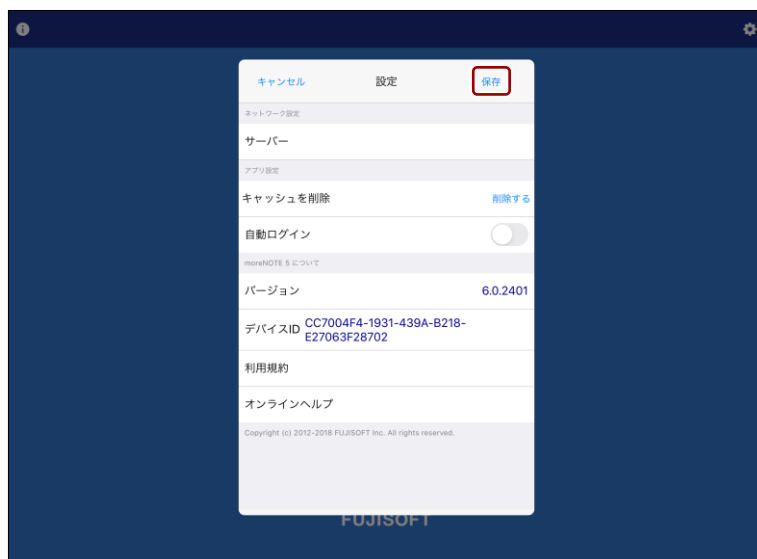 キャンセル 設定 保存
ネットワーク設定
サーバー
アプリ設定
キャッシュを削除 削除する
自動ログイン
moreNOTE 5 について
バージョン 6.0.2401
デバイスID CC7004F4-1931-439A-B218-
E27063F28702
利用規約
オンラインヘルプ
Copyright (c) 2012-2018 FUJISOFT Inc. All rights reserved.
FUJISOFT